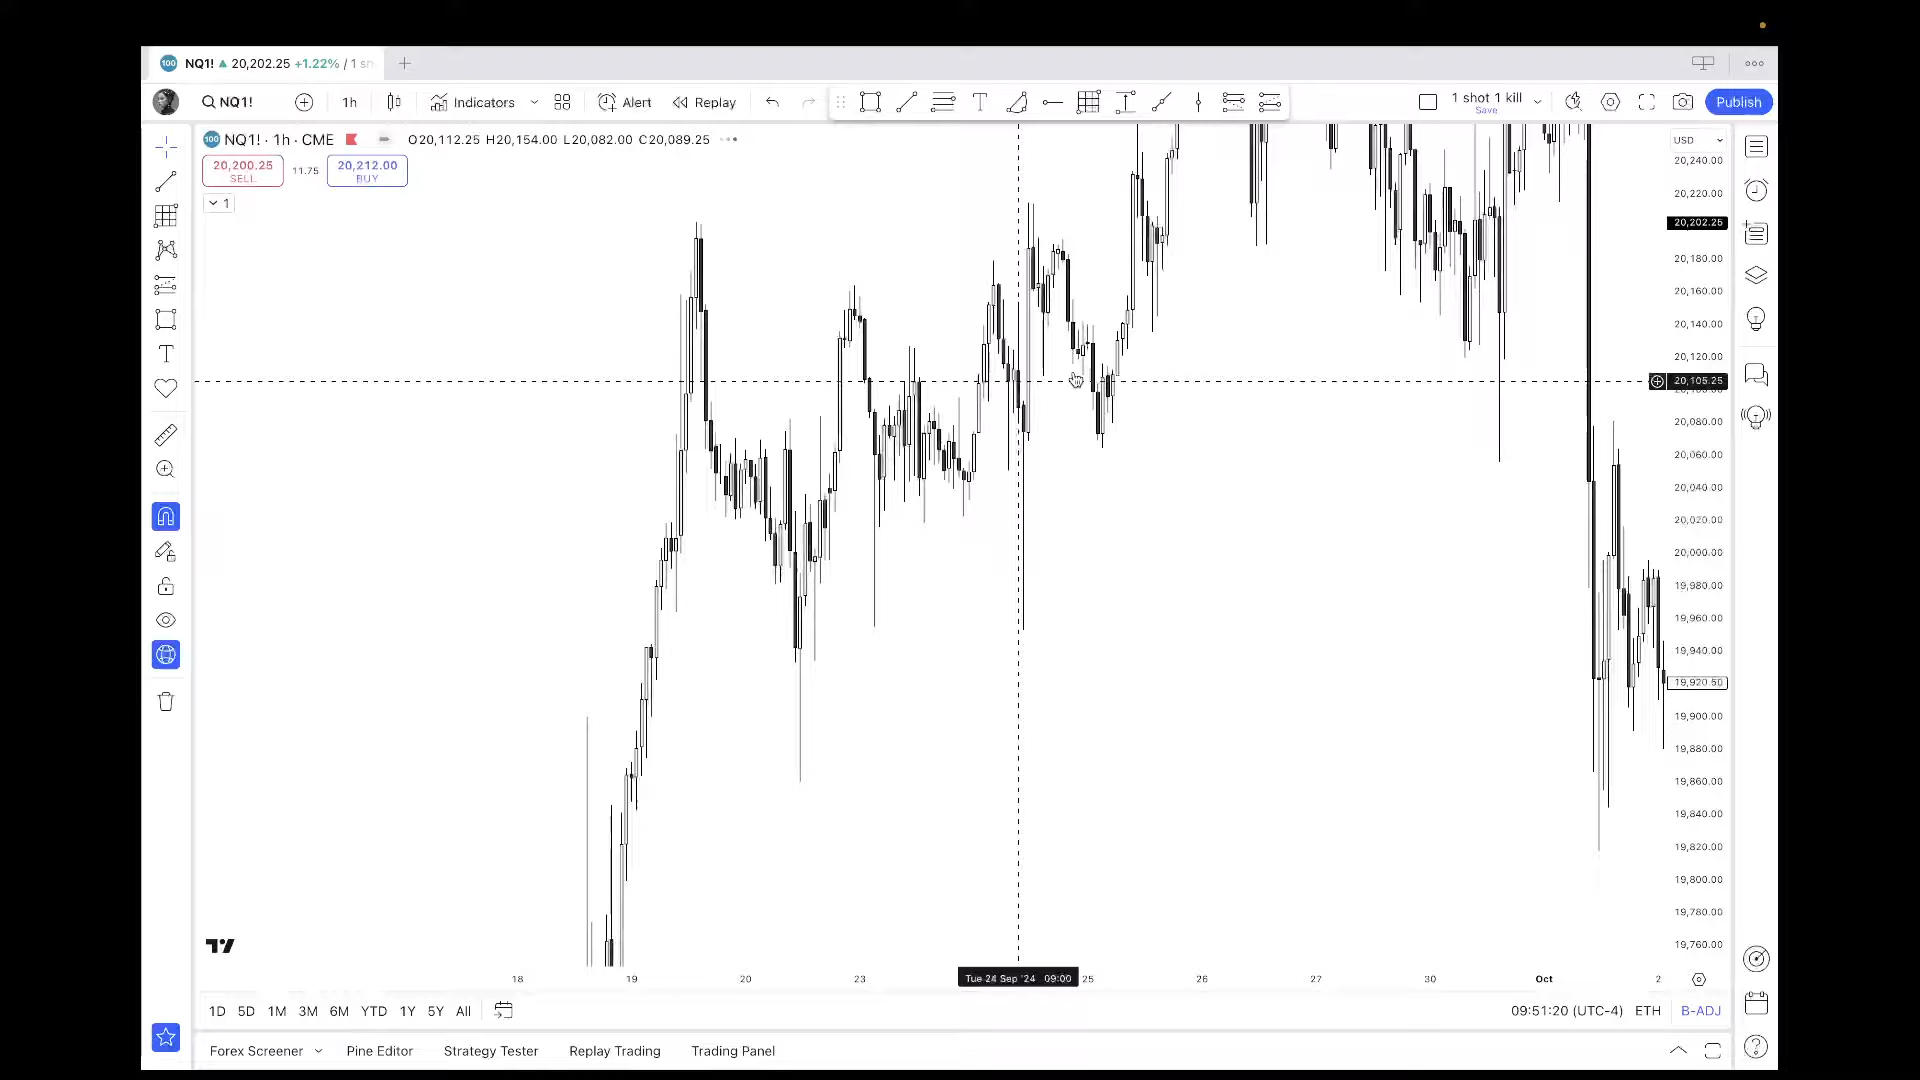 100 NQ1! 20,202.25 +1.22% / 1 s
NQ1! 1h Indicators Alert Replay
1 shot 1 kill
Save
Publish
100 NQ1! · 1h · CME O20,112.25 H20,154.00 L20,082.00 C20,089.25
20,200.25 SELL 11.75 20,212.00 BUY
1
USD
20,240.00
20,220.00
20,202.25
20,180.00
20,160.00
20,140.00
20,120.00
20,105.25
20,080.00
20,060.00
20,040.00
20,020.00
20,000.00
19,980.00
19,960.00
19,940.00
19,920.50
19,900.00
19,880.00
19,860.00
19,840.00
19,820.00
19,800.00
19,780.00
19,760.00
18 19 20 23 Tue 24 Sep '24 09:00 25 26 27 30 Oct 2
1D 5D 1M 3M 6M YTD 1Y 5Y All 09:51:20 (UTC-4) ETH B-ADJ
Forex Screener Pine Editor Strategy Tester Replay Trading Trading Panel